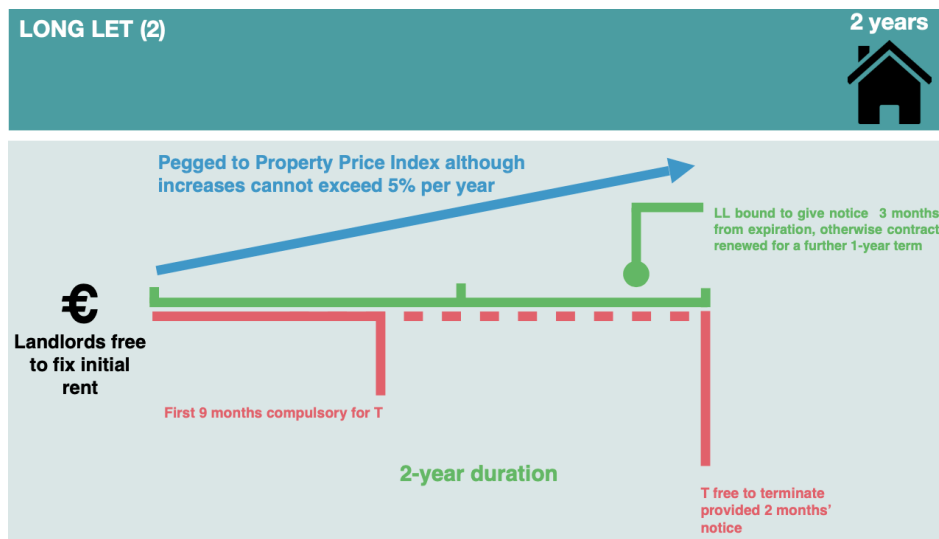 LONG LET (2)
2 years
Pegged to Property Price Index although
increases cannot exceed 5% per year
LL bound to give notice 3 months
from expiration, otherwise contract
renewed for a further 1-year term
€
Landlords free
to fix initial
rent
First 9 months compulsory for T
2-year duration
T free to terminate
provided 2 months’
notice